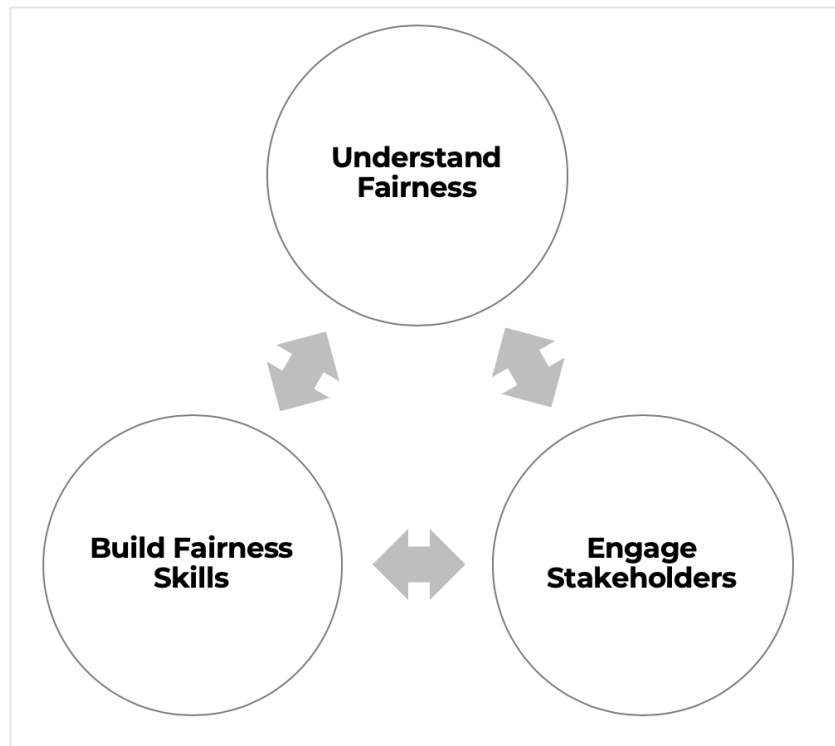 Understand
Fairness
Build Fairness
Skills
Engage
Stakeholders